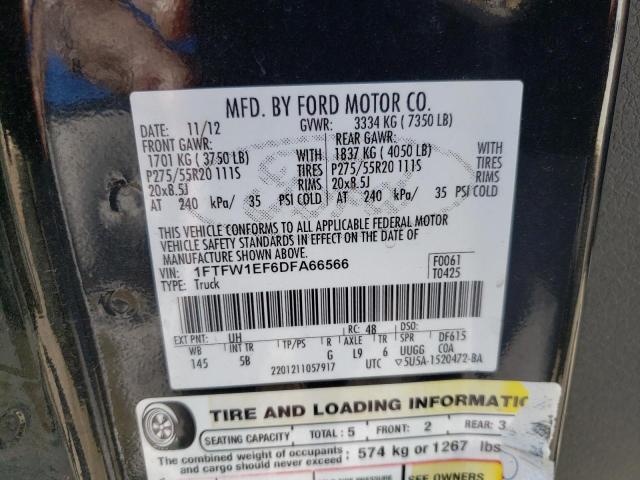 MFD. BY FORD MOTOR CO.
DATE: 11/12 GVWR: 3334 KG ( 7350 LB)
FRONT GAWR: REAR GAWR:
1701 KG ( 3750 LB) 1837 KG ( 4050 LB)
P275/55R20 111S TIRES P275/55R20 111S TIRES
20x8.5J RIMS 20x8.5J RIMS
AT 240 kPa/ 35 PSI COLD AT 240 kPa/ 35 PSI COLD
THIS VEHICLE CONFORMS TO ALL APPLICABLE FEDERAL MOTOR
VEHICLE SAFETY STANDARDS IN EFFECT ON THE DATE OF
MANUFACTURE SHOWN ABOVE.
VIN: 1FTFW1EF6DFA66566 F0061
TYPE: Truck T0425
EXT PNT: UH RC: 48 DSO:
WB INT TR TP/PS R AXLE TR SPR DF615
145 5B G L9 6 UUGG COA
2201211057917 UTC ▽5U5A-1520472-BA
TIRE AND LOADING INFORMATIO
SEATING CAPACITY TOTAL: 5 FRONT: 2 REAR: 3
The combined weight of occupants
and cargo should never exceed: 574 kg or 1267 lbs
SEE OWNERS